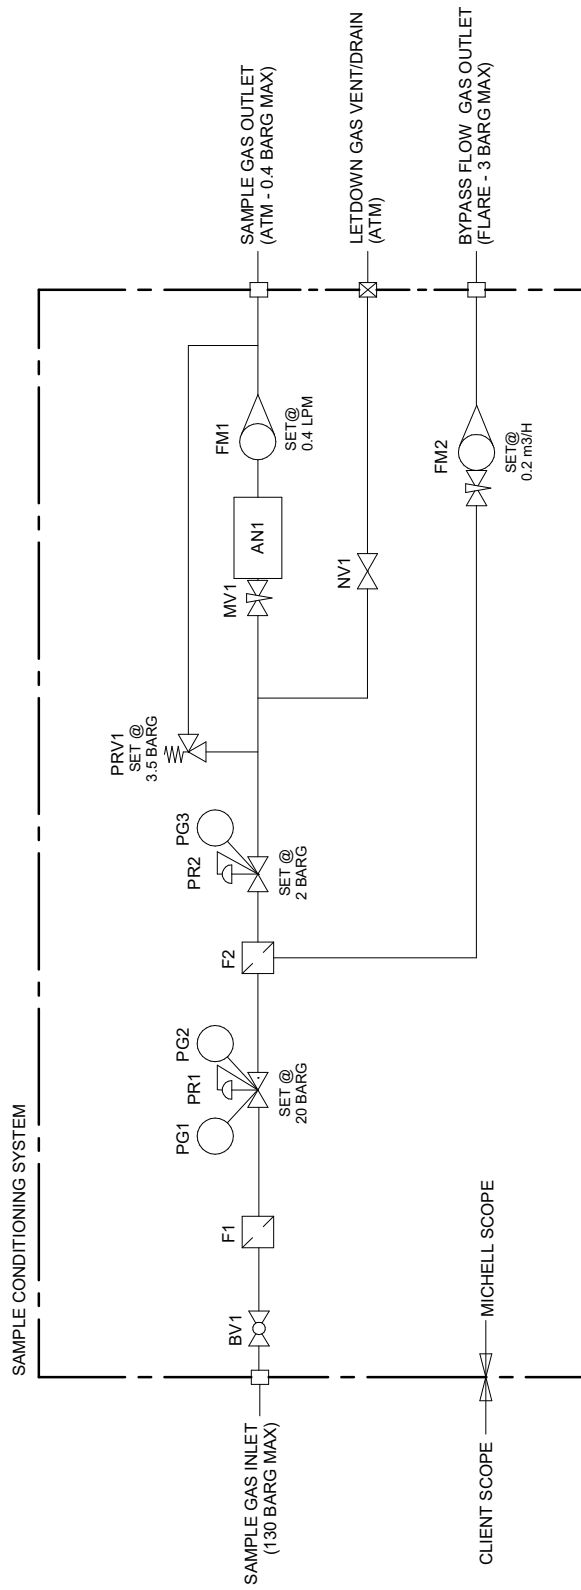 SAMPLE CONDITIONING SYSTEM
SAMPLE GAS INLET
(130 BARG MAX)
BV1
F1
PG1
PR1
PG2
SET @
20 BARG
F2
PR2
PG3
SET @
2 BARG
PRV1
SET @
3.5 BARG
MV1
AN1
FM1
SET@
0.4 LPM
SAMPLE GAS OUTLET
(ATM - 0.4 BARG MAX)
NV1
LETDOWN GAS VENT/DRAIN
(ATM)
FM2
SET@
0.2 m3/H
BYPASS FLOW GAS OUTLET
(FLARE - 3 BARG MAX)
CLIENT SCOPE
MICHELL SCOPE